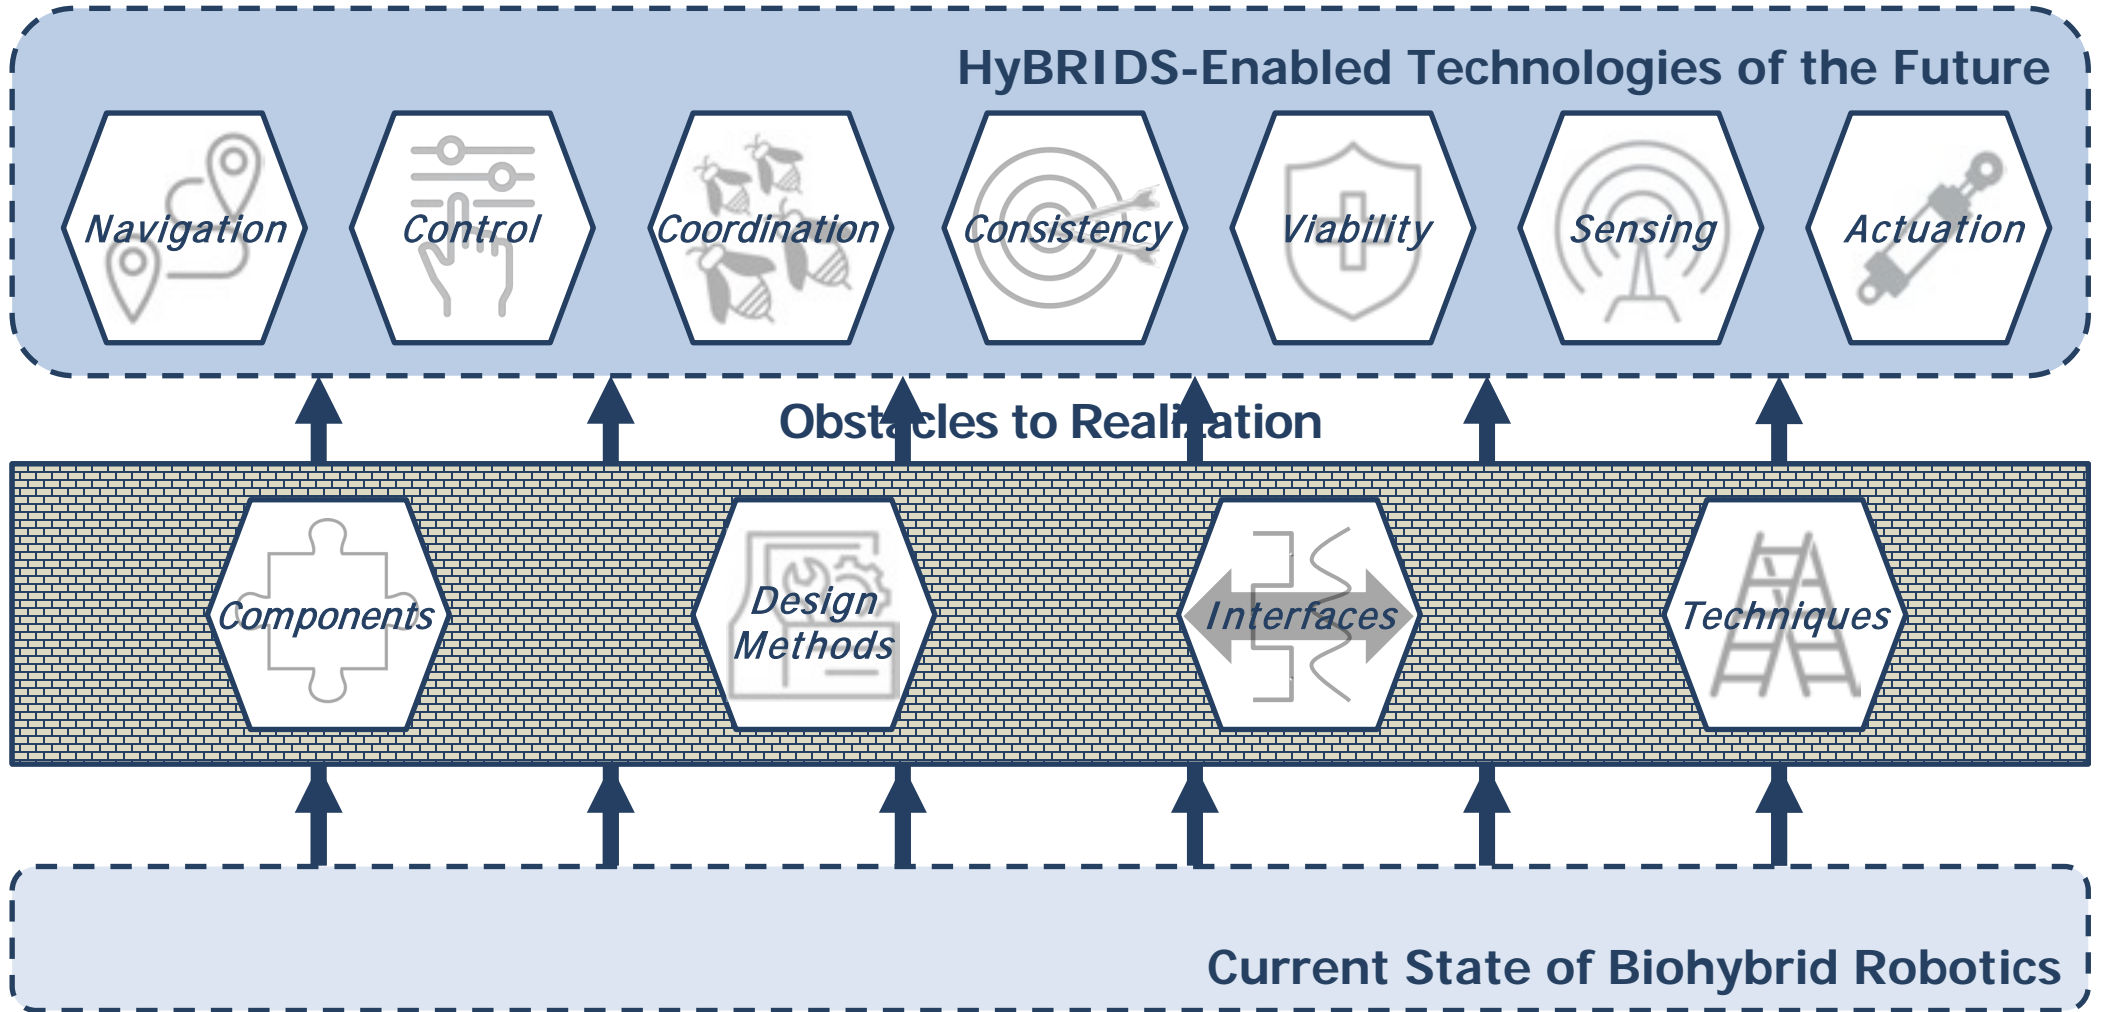 HyBRIDS-Enabled Technologies of the Future
Navigation
Control
Coordination
Consistency
Viability
Sensing
Actuation
Obstacles to Realization
Components
Design
Methods
Interfaces
Techniques
Current State of Biohybrid Robotics